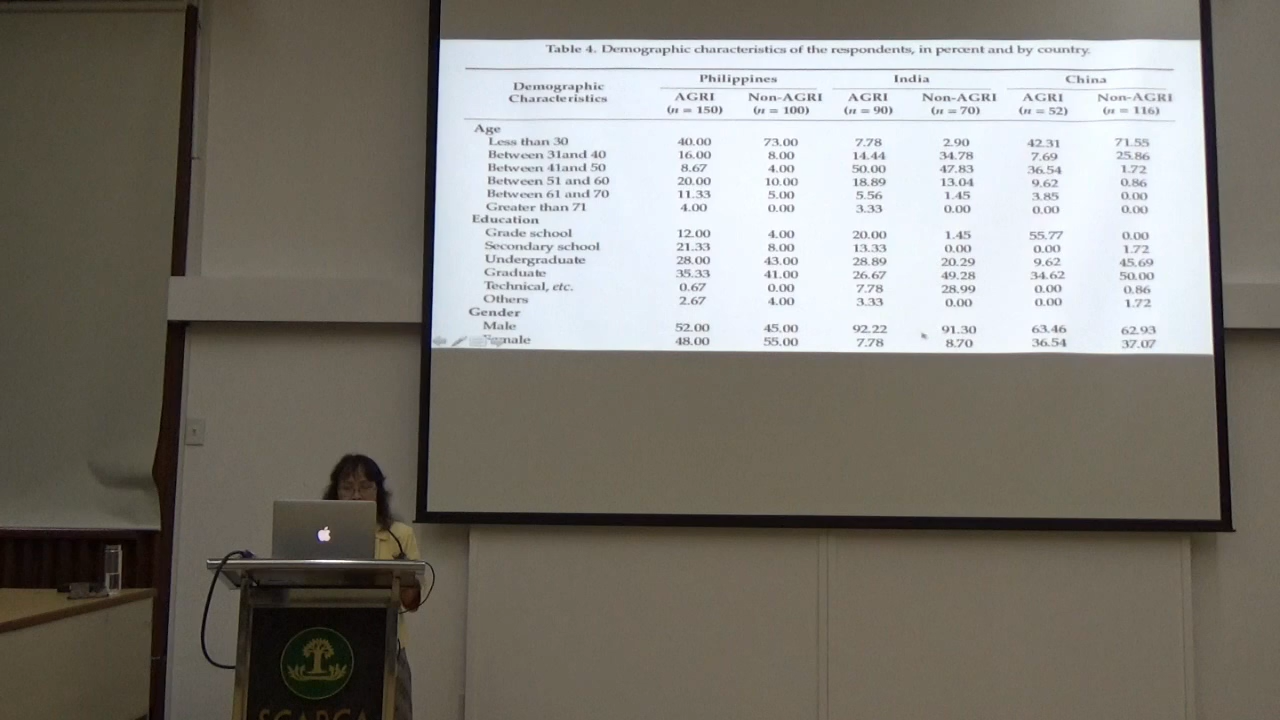 Table 4. Demographic characteristics of the respondents, in percent and by country.
Demographic Characteristics Philippines India China
AGRI (n = 150) Non-AGRI (n = 100) AGRI (n = 90) Non-AGRI (n = 70) AGRI (n = 52) Non-AGRI (n = 116)
Age
Less than 30 40.00 73.00 7.78 2.90 42.31 71.55
Between 31and 40 16.00 8.00 14.44 34.78 7.69 25.86
Between 41and 50 8.67 4.00 50.00 47.83 36.54 1.72
Between 51 and 60 20.00 10.00 18.89 13.04 9.62 0.86
Between 61 and 70 11.33 5.00 5.56 1.45 3.85 0.00
Greater than 71 4.00 0.00 3.33 0.00 0.00 0.00
Education
Grade school 12.00 4.00 20.00 1.45 55.77 0.00
Secondary school 21.33 8.00 13.33 0.00 0.00 1.72
Undergraduate 28.00 43.00 28.89 20.29 9.62 45.69
Graduate 35.33 41.00 26.67 49.28 34.62 50.00
Technical, etc. 0.67 0.00 7.78 28.99 0.00 0.86
Others 2.67 4.00 3.33 0.00 0.00 1.72
Gender
Male 52.00 45.00 92.22 91.30 63.46 62.93
Female 48.00 55.00 7.78 8.70 36.54 37.07
SEARCA